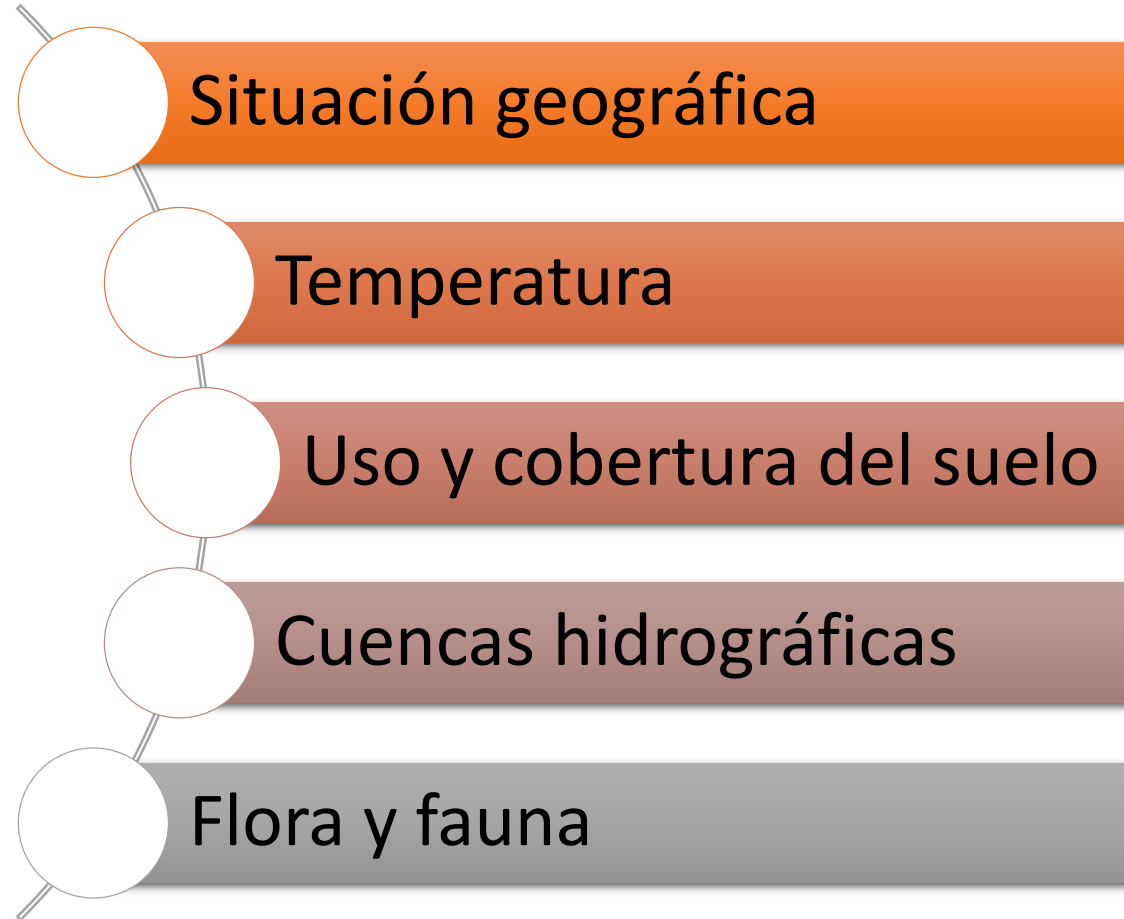 Situación geográfica
Temperatura
Uso y cobertura del suelo
Cuencas hidrográficas
Flora y fauna